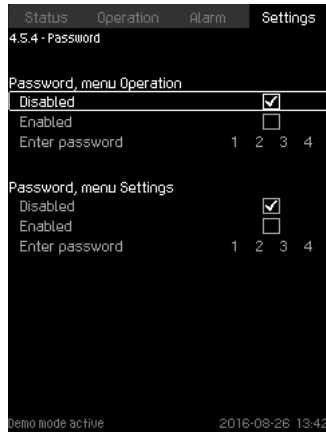 Status Operation Alarm Settings
4.5.4 - Password
Password, menu Operation
Disabled
Enabled
Enter password 1 2 3 4
Password, menu Settings
Disabled
Enabled
Enter password 1 2 3 4
Demo mode active 2016-08-26 13:42